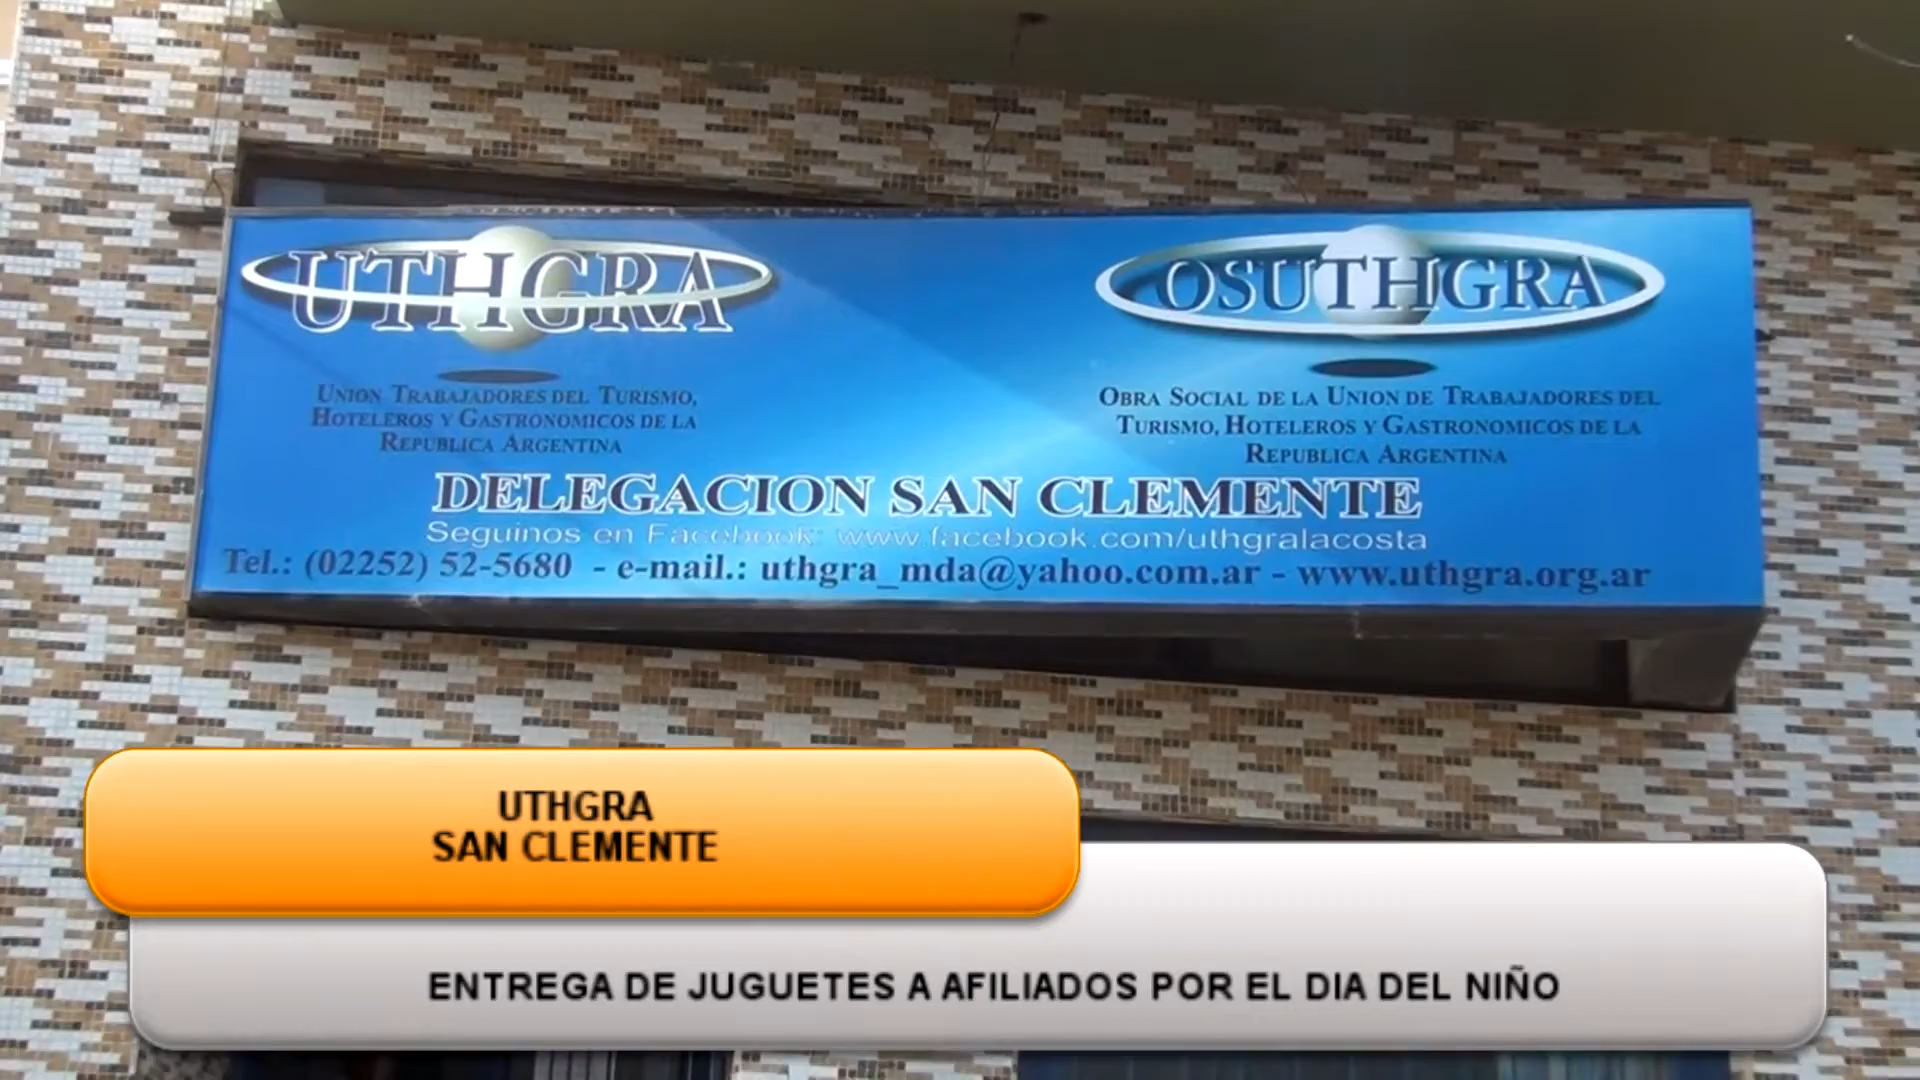 UTHGRA
UNION TRABAJADORES DEL TURISMO,
HOTELEROS Y GASTRONOMICOS DE LA
REPUBLICA ARGENTINA
OSUTHGRA
OBRA SOCIAL DE LA UNION DE TRABAJADORES DEL
TURISMO, HOTELEROS Y GASTRONOMICOS DE LA
REPUBLICA ARGENTINA
DELEGACION SAN CLEMENTE
Seguinos en Facebook: www.facebook.com/uthgralacosta
Tel.: (02252) 52-5680 - e-mail.: uthgra_mda@yahoo.com.ar - www.uthgra.org.ar
UTHGRA
SAN CLEMENTE
ENTREGA DE JUGUETES A AFILIADOS POR EL DIA DEL NIÑO